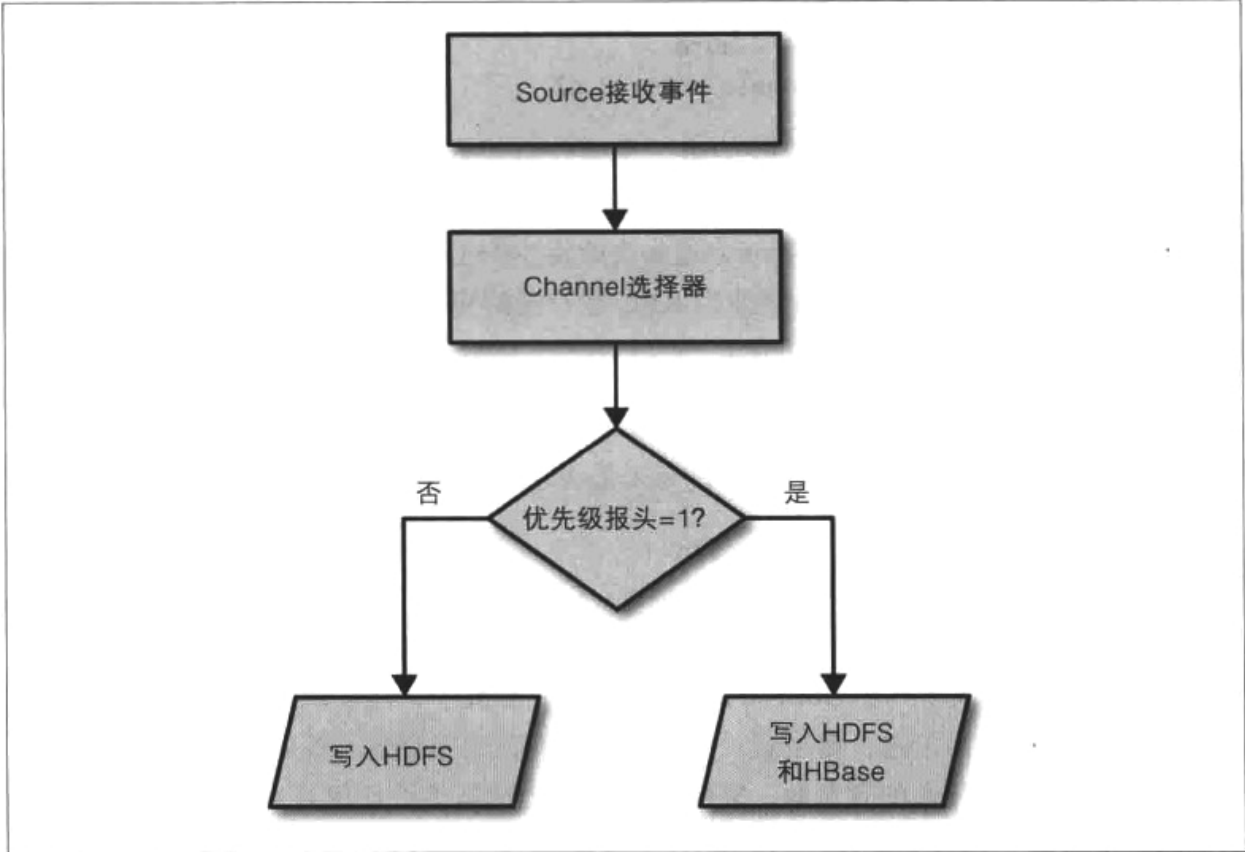 Source接收事件
Channel选择器
否
是
优先级报头=1?
写入HDFS
写入HDFS
和HBase